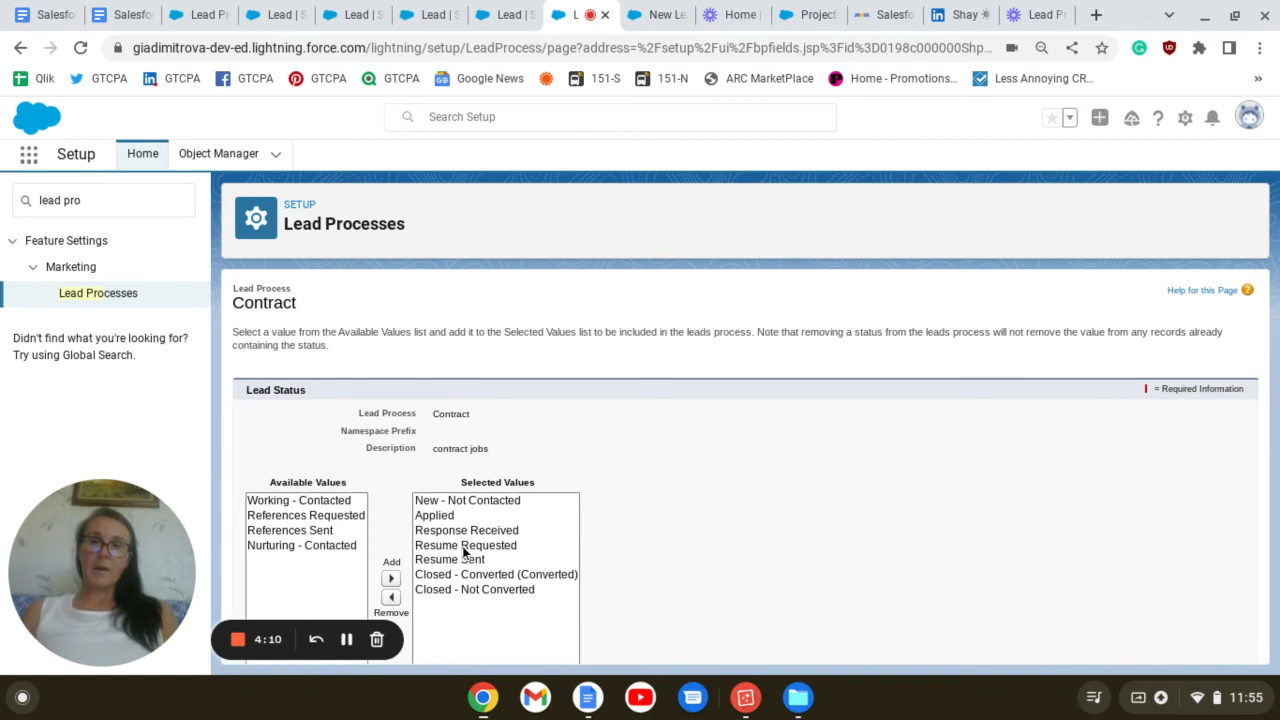 Salesfo
Salesfo
Lead Pr
Lead | S
Lead | S
Lead | S
Lead | S
L
New Le
Home |
Project
Salesfo
Shay
Lead P
giadimitrova-dev-ed.lightning.force.com/lightning/setup/LeadProcess/page?address=%2Fsetup%2Fui%2Fbpfields.jsp%3Fid%3D0198c000000Shp...
Qlik
GTCPA
GTCPA
GTCPA
GTCPA
GTCPA
Google News
151-S
151-N
ARC MarketPlace
Home - Promotions...
Less Annoying CR...
»
Search Setup
Setup
Home
Object Manager
lead pro
Feature Settings
Marketing
Lead Processes
Didn't find what you're looking for?
Try using Global Search.
SETUP
Lead Processes
Lead Process
Contract
Help for this Page
Select a value from the Available Values list and add it to the Selected Values list to be included in the leads process. Note that removing a status from the leads process will not remove the value from any records already
containing the status.
Lead Status
= Required Information
Lead Process Contract
Namespace Prefix
Description contract jobs
Available Values
Working - Contacted
References Requested
References Sent
Nurturing - Contacted
Add
Remove
Selected Values
New - Not Contacted
Applied
Response Received
Resume Requested
Resume Sent
Closed - Converted (Converted)
Closed - Not Converted
4:10
11:55